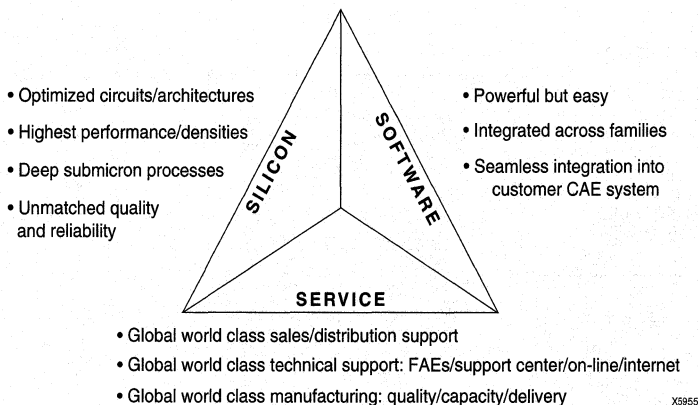 • Optimized circuits/architectures
• Highest performance/densities
• Deep submicron processes
• Unmatched quality
and reliability
SILICON
SOFTWARE
• Powerful but easy
• Integrated across families
• Seamless integration into
customer CAE system
SERVICE
• Global world class sales/distribution support
• Global world class technical support: FAEs/support center/on-line/internet
• Global world class manufacturing: quality/capacity/delivery
X5955